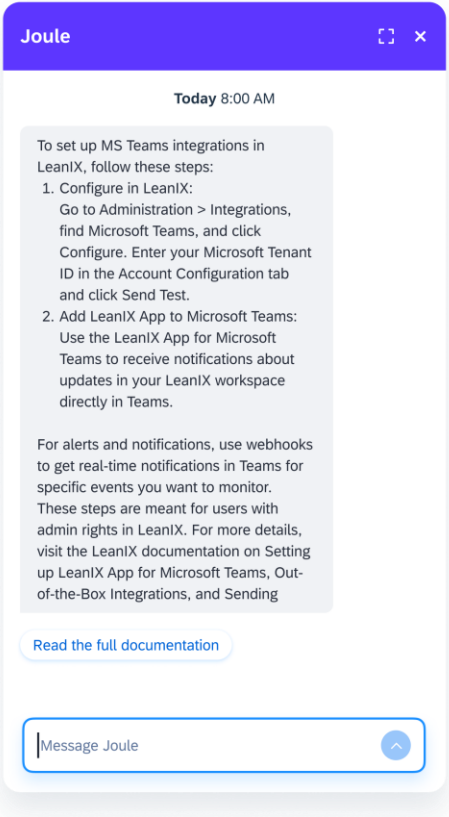 Joule
Today 8:00 AM
To set up MS Teams integrations in
LeanIX, follow these steps:
1. Configure in LeanIX:
Go to Administration > Integrations,
find Microsoft Teams, and click
Configure. Enter your Microsoft Tenant
ID in the Account Configuration tab
and click Send Test.
2. Add LeanIX App to Microsoft Teams:
Use the LeanIX App for Microsoft
Teams to receive notifications about
updates in your LeanIX workspace
directly in Teams.
For alerts and notifications, use webhooks
to get real-time notifications in Teams for
specific events you want to monitor.
These steps are meant for users with
admin rights in LeanIX. For more details,
visit the LeanIX documentation on Setting
up LeanIX App for Microsoft Teams, Out-
of-the-Box Integrations, and Sending
Read the full documentation
Message Joule